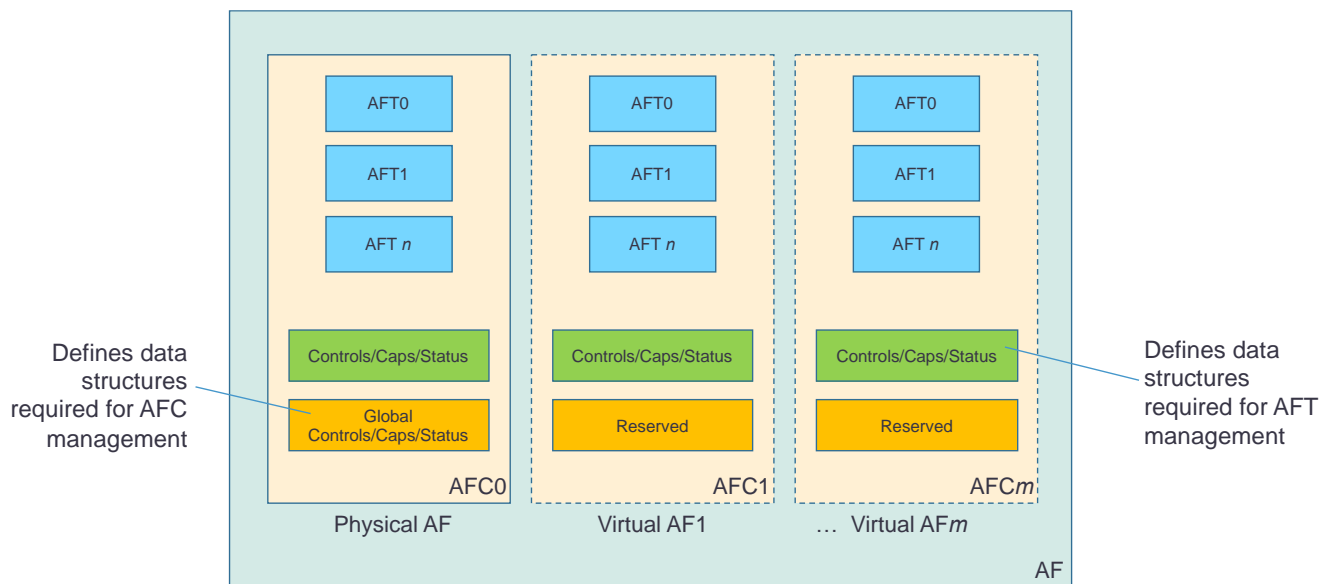 AFT0
AFT0
AFT0
AFT1
AFT1
AFT1
AFT n
AFT n
AFT n
Defines data
structures
required for AFC
management
Controls/Caps/Status
Controls/Caps/Status
Controls/Caps/Status
Defines data
structures
required for AFT
management
Global
Controls/Caps/Status
Reserved
Reserved
AFC0
AFC1
AFCm
Physical AF
Virtual AF1
… Virtual AFm
AF